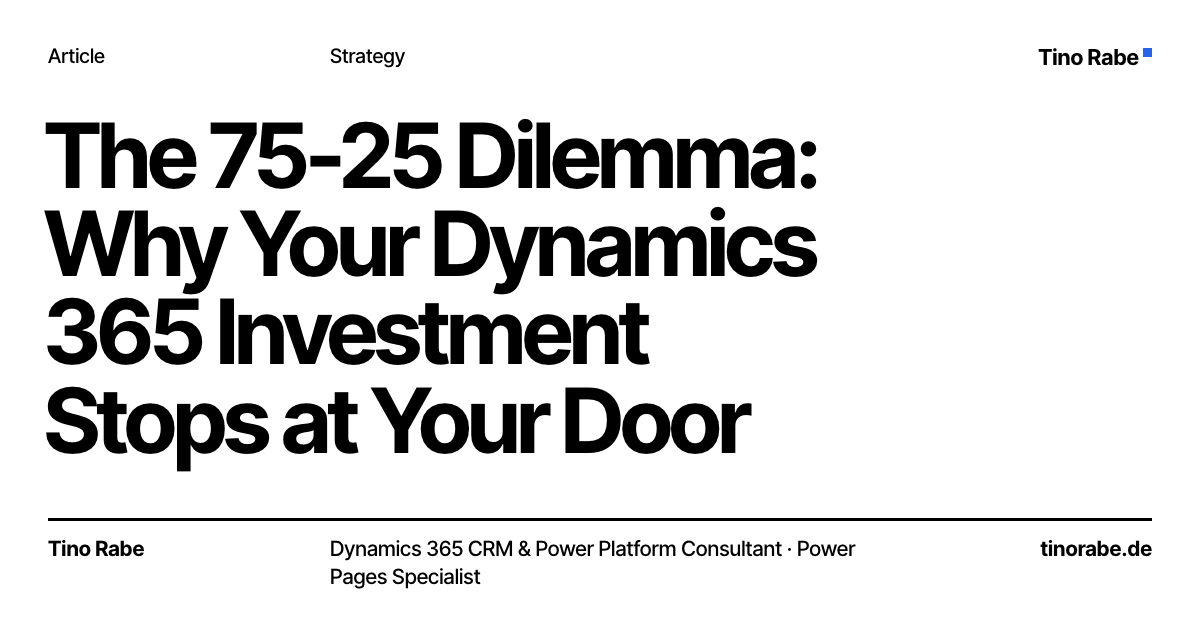 Article
Strategy
Tino Rabe
The 75-25 Dilemma:
Why Your Dynamics
365 Investment
Stops at Your Door
Tino Rabe
Dynamics 365 CRM & Power Platform Consultant · Power
Pages Specialist
tinorabe.de